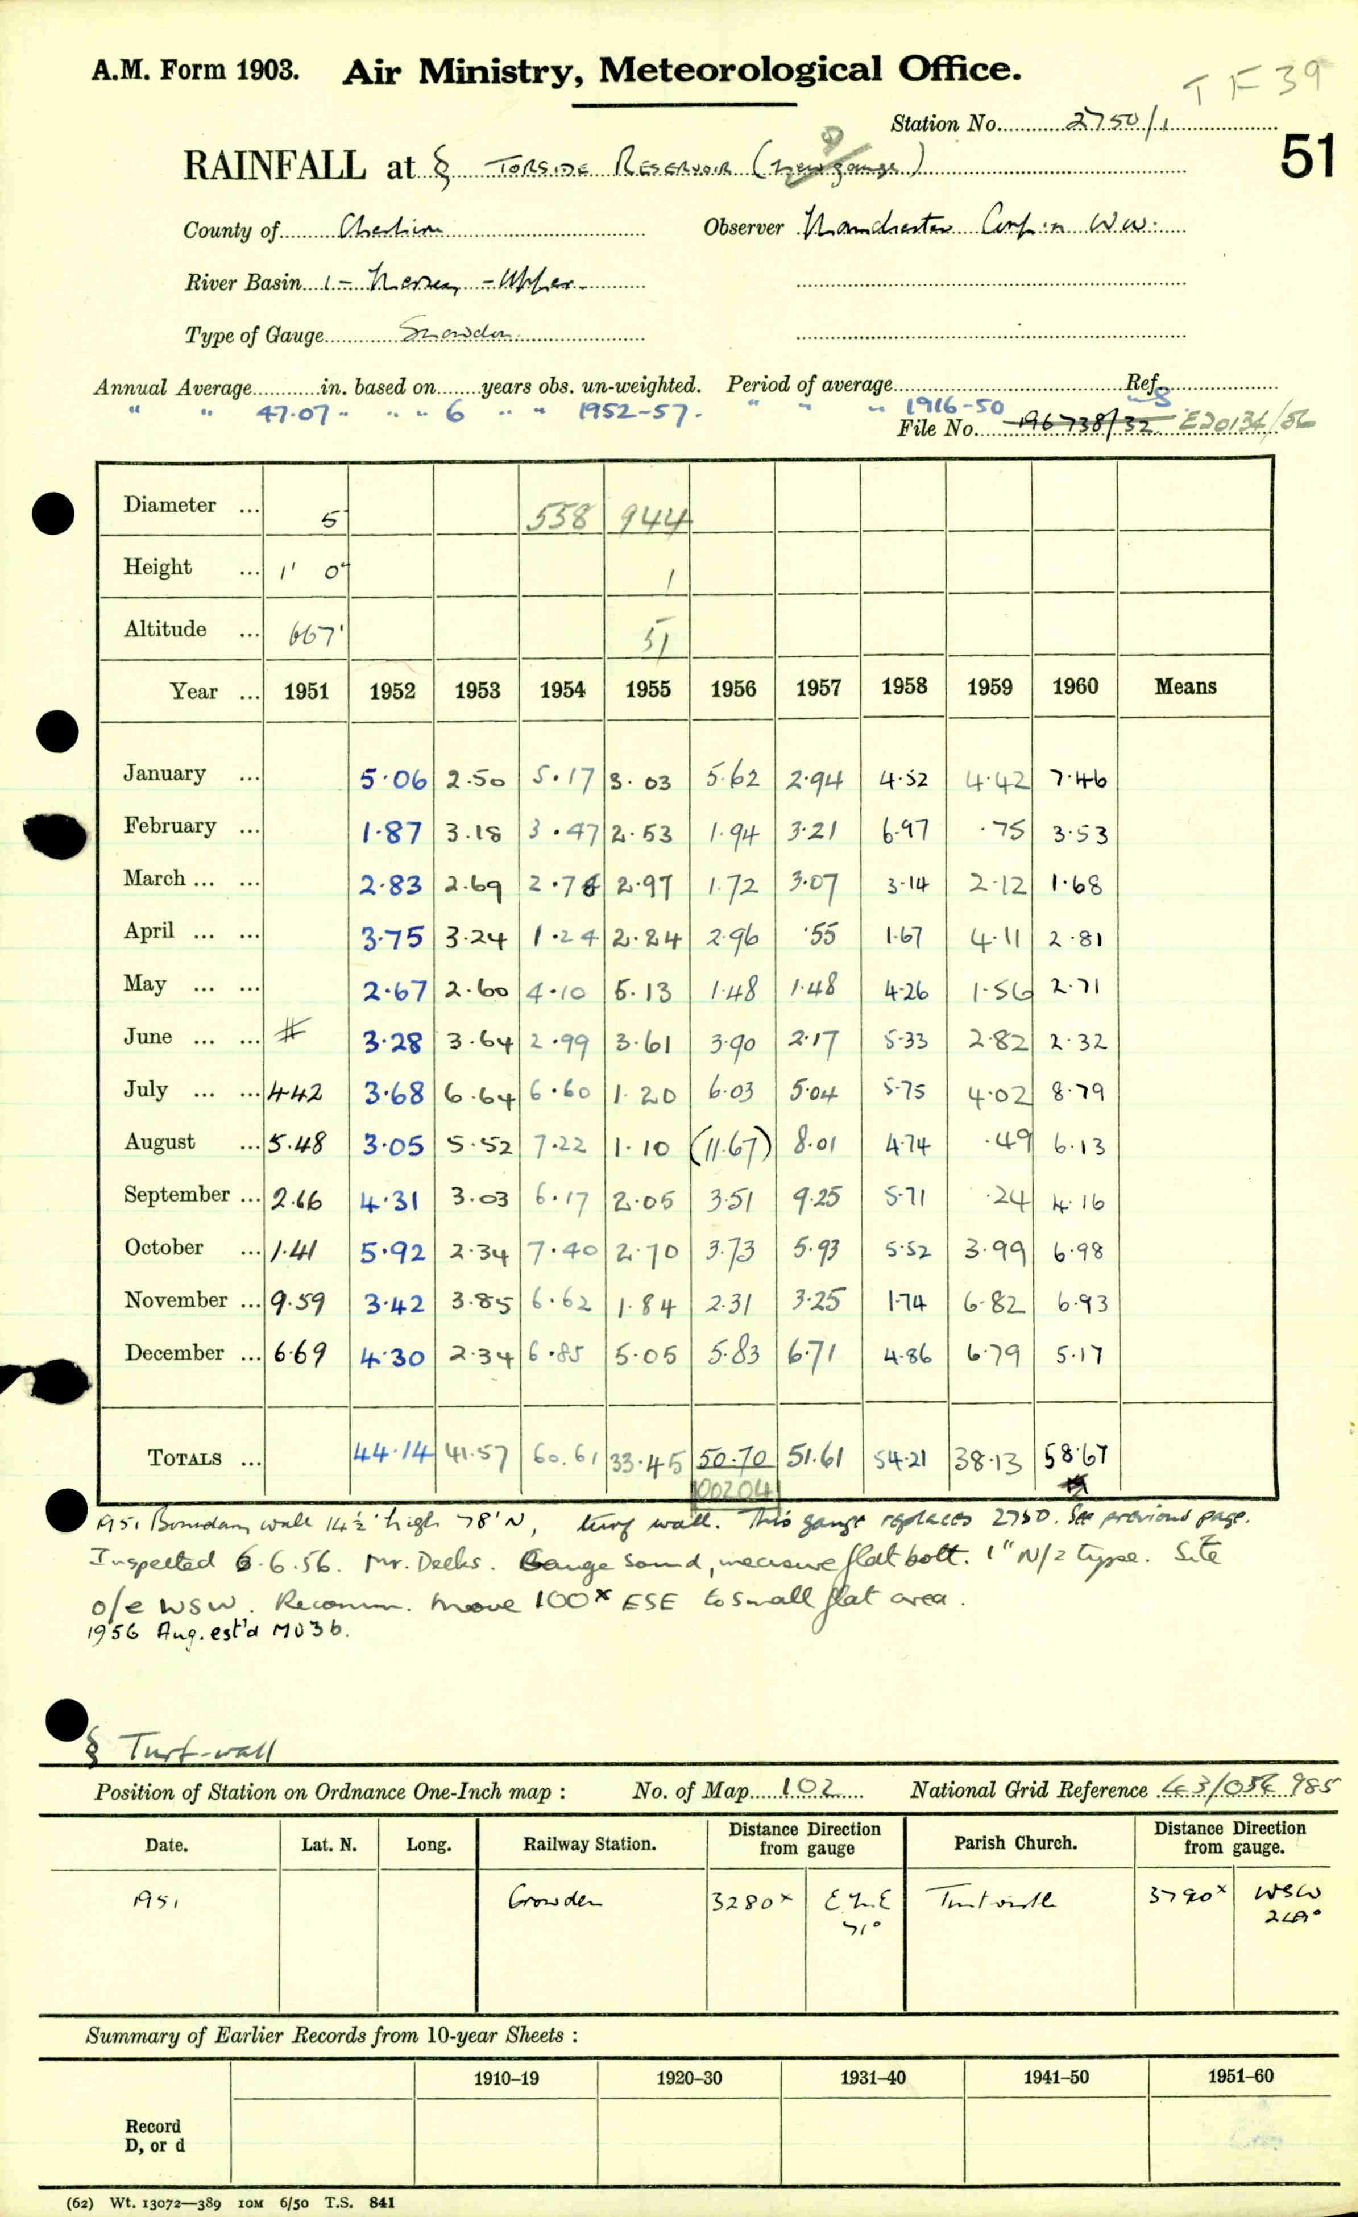 T F 39
A.M. Form 1903. Air Ministry, Meteorological Office.
Station No. 2750/1
51
RAINFALL at § TORSIDE RESERVOIR (New gauge)
County of Cheshire Observer Manchester Corp'n WW.
River Basin 1 - Mersey - Upper
Type of Gauge Snowdon
Annual Average in. based on years obs. un-weighted. Period of average Ref.
" " 47.07 " " " 6 " " 1952-57. " " " 1916-50
File No. 196738/32 E20134/56
Diameter ... 5 558 944
Height ... 1' 0" 1
Altitude ... 667' 51
Year ... 1951 1952 1953 1954 1955 1956 1957 1958 1959 1960 Means
January ... 5.06 2.50 5.17 3.03 5.62 2.94 4.52 4.42 7.46
February ... 1.87 3.18 3.47 2.53 1.94 3.21 6.97 .75 3.53
March ... ... 2.83 2.69 2.78 2.97 1.72 3.07 3.14 2.12 1.68
April ... ... 3.75 3.24 1.24 2.24 2.96 .55 1.67 4.11 2.81
May ... ... 2.67 2.60 4.10 5.13 1.48 1.48 4.26 1.56 2.71
June ... ... # 3.28 3.64 2.99 3.61 3.90 2.17 5.33 2.82 2.32
July ... ... 4.42 3.68 6.64 6.60 1.20 6.03 5.04 5.75 4.02 8.79
August ... 5.48 3.05 5.52 7.22 1.10 (11.67) 8.01 4.74 .49 6.13
September ... 2.66 4.31 3.03 6.17 2.05 3.51 9.25 5.71 .24 4.16
October ... 1.41 5.92 2.34 7.40 2.70 3.73 5.93 5.52 3.99 6.98
November ... 9.59 3.42 3.85 6.62 1.84 2.31 3.25 1.74 6.82 6.93
December ... 6.69 4.30 2.34 6.85 5.05 5.83 6.71 4.86 6.79 5.17
TOTALS ... 44.14 41.57 60.61 33.45 50.70 51.61 54.21 38.13 58.67
00204
1951 Boundary wall 14½' high 78' N, turf wall. This gauge replaces 2750. See previous page.
Inspected 6.6.56. Mr. Deeks. Gauge sound, measure flat bott. 1" N/2 type. Site
o/e WSW. Recomm. move 100x ESE to small flat area.
1956 Aug. est'd M03b.
§ Turf-wall
Position of Station on Ordnance One-Inch map : No. of Map 102 National Grid Reference 43/056 985
Date. Lat. N. Long. Railway Station. Distance from Direction gauge Parish Church. Distance from Direction gauge.
1951 Crowden 3280x ENE 71° Tintwistle 3790x WSW 249°
Summary of Earlier Records from 10-year Sheets :
1910–19 1920–30 1931–40 1941–50 1951–60
Record
D, or d
(62) Wt. 13072—389 10M 6/50 T.S. 841